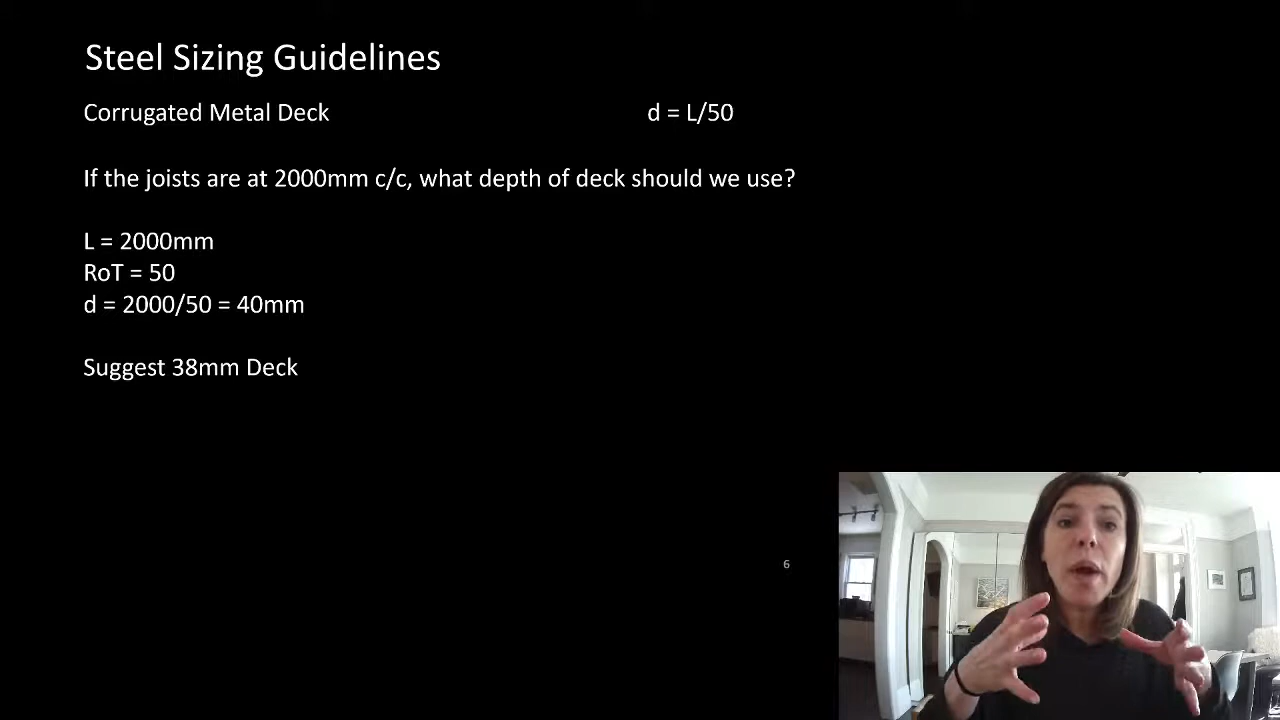 Steel Sizing Guidelines
Corrugated Metal Deck d = L/50
If the joists are at 2000mm c/c, what depth of deck should we use?
L = 2000mm
RoT = 50
d = 2000/50 = 40mm
Suggest 38mm Deck
6